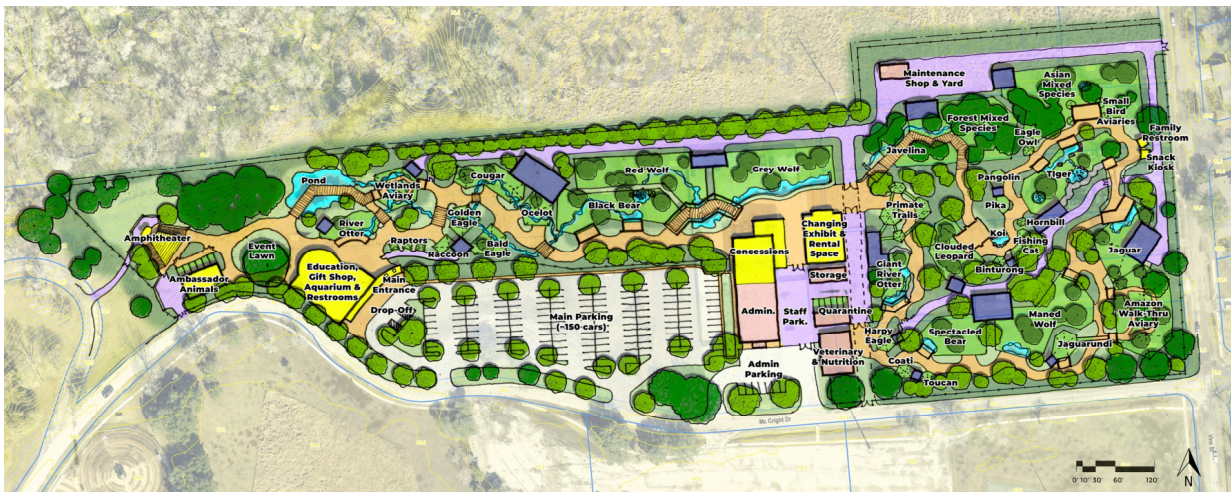 Maintenance
Shop & Yard
Asian
Mixed
Species
Small
Bird
Aviaries
Forest Mixed
Species
Eagle
Owl
Family
Restroom
Snack
Kiosk
Javelina
Pond
Wetlands
Aviary
Cougar
Red Wolf
Grey Wolf
Pangolin
Tiger
Ocelot
Black Bear
Golden
Eagle
Primate
Trails
Pika
Hornbill
River
Otter
Raptors
Raccoon
Bald
Eagle
Amphitheater
Event
Lawn
Concessions
Changing
Exhibit &
Rental
Space
Koi
Fishing
Cat
Clouded
Leopard
Binturong
Jaguar
Ambassador
Animals
Education,
Gift Shop,
Aquarium &
Restrooms
Main
Entrance
Storage
Giant
River
Otter
Drop-Off
Main Parking
(~150 cars)
Admin.
Staff
Park.
Quarantine
Harpy
Eagle
Spectacled
Bear
Maned
Wolf
Amazon
Walk-Thru
Aviary
Jaguarundi
Veterinary
& Nutrition
Coati
Toucan
Admin
Parking
Mc Cright Dr
0' 10' 30' 60' 120'
N